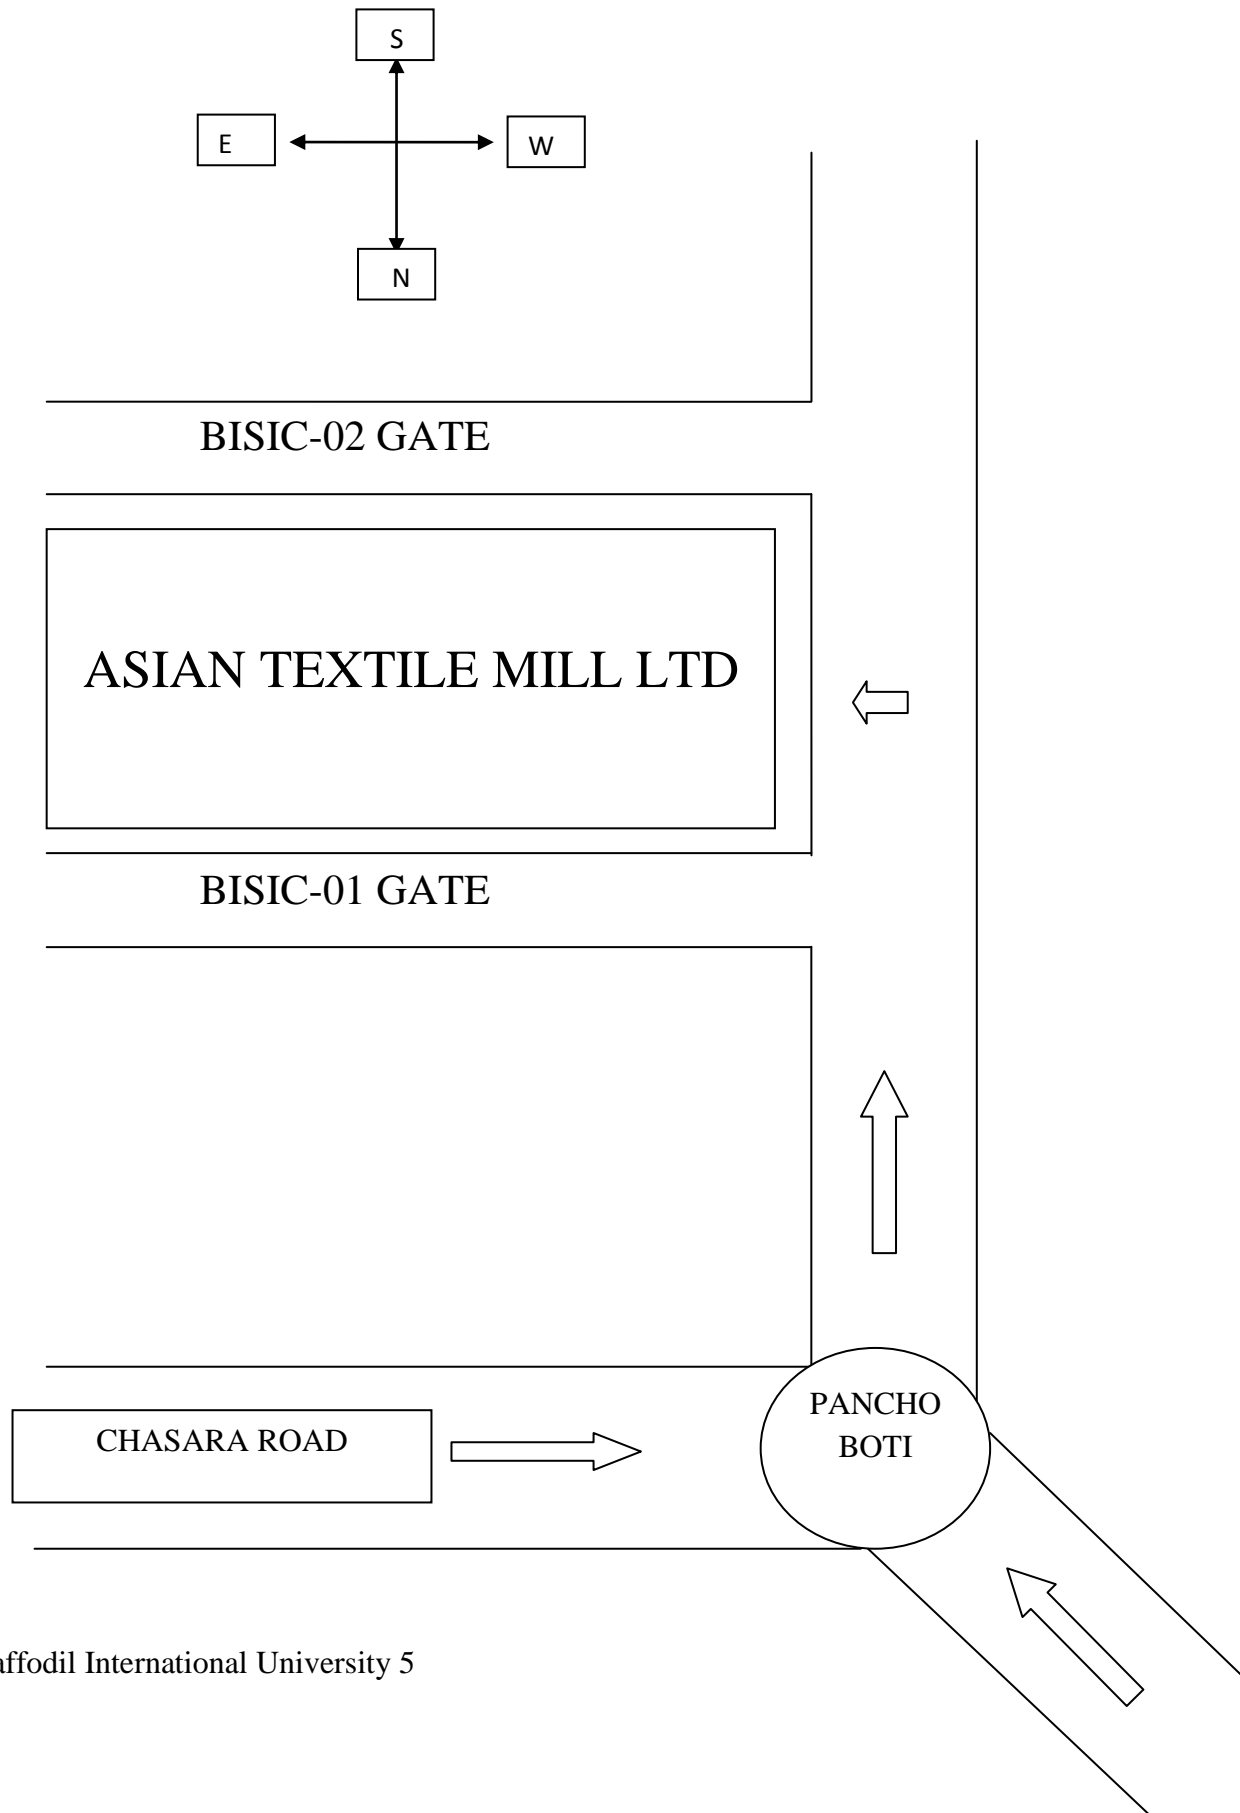 S
E
W
N
BISIC-02 GATE
ASIAN TEXTILE MILL LTD
BISIC-01 GATE
PANCHO
BOTI
CHASARA ROAD
affodil International University 5